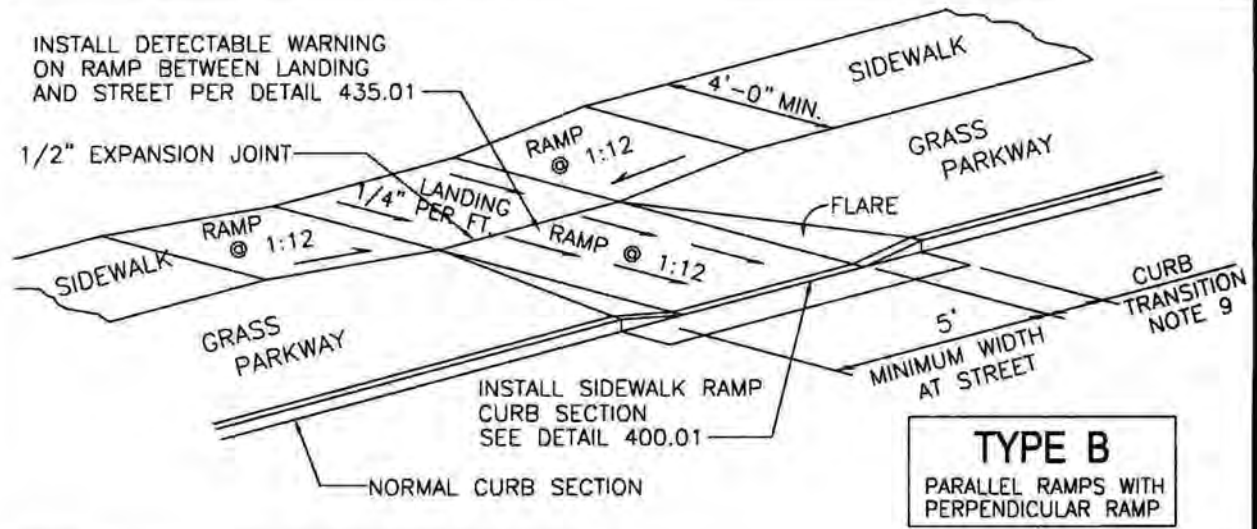 INSTALL DETECTABLE WARNING
ON RAMP BETWEEN LANDING
AND STREET PER DETAIL 435.01
1/2" EXPANSION JOINT
SIDEWALK
4'-0" MIN.
RAMP
@ 1:12
GRASS
PARKWAY
LANDING
1/4" PER FT.
FLARE
RAMP
@ 1:12
SIDEWALK
RAMP @ 1:12
GRASS
PARKWAY
CURB
TRANSITION
NOTE 9
5'
MINIMUM WIDTH
AT STREET
INSTALL SIDEWALK RAMP
CURB SECTION
SEE DETAIL 400.01
NORMAL CURB SECTION
TYPE B
PARALLEL RAMPS WITH
PERPENDICULAR RAMP